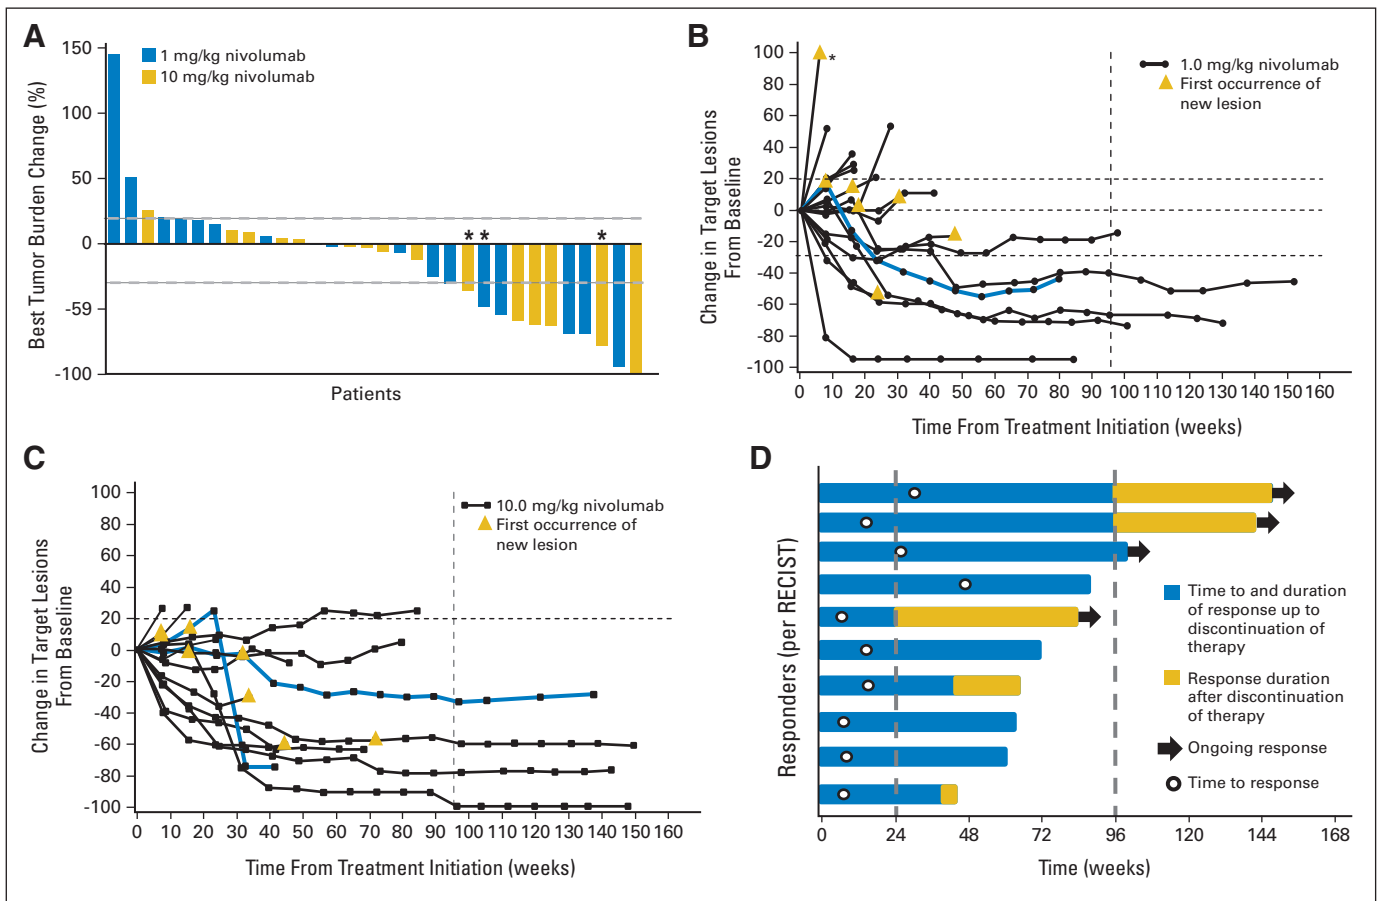 A
150
100
50
0
-59
-100
Best Tumor Burden Change (%)
1 mg/kg nivolumab
10 mg/kg nivolumab
* * *
Patients
B
100
80
60
40
20
0
-20
-40
-60
-80
-100
Change in Target Lesions
From Baseline
*
1.0 mg/kg nivolumab
First occurrence of
new lesion
0 10 20 30 40 50 60 70 80 90 100 110 120 130 140 150 160
Time From Treatment Initiation (weeks)
C
100
80
60
40
20
0
-20
-40
-60
-80
-100
Change in Target Lesions
From Baseline
10.0 mg/kg nivolumab
First occurrence of
new lesion
0 10 20 30 40 50 60 70 80 90 100 110 120 130 140 150 160
Time From Treatment Initiation (weeks)
D
Responders (per RECIST)
Time to and duration
of response up to
discontinuation of
therapy
Response duration
after discontinuation
of therapy
Ongoing response
Time to response
0 24 48 72 96 120 144 168
Time (weeks)